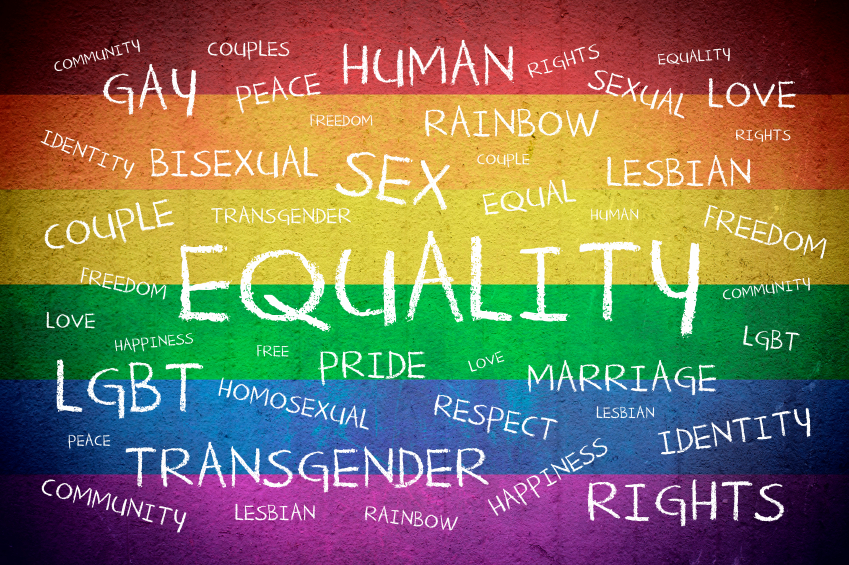 COMMUNITY COUPLES HUMAN RIGHTS EQUALITY
GAY PEACE SEXUAL LOVE
FREEDOM RAINBOW RIGHTS
IDENTITY BISEXUAL SEX COUPLE LESBIAN
COUPLE TRANSGENDER EQUAL HUMAN FREEDOM
EQUALITY
FREEDOM COMMUNITY
LOVE HAPPINESS FREE PRIDE LOVE LGBT
LGBT HOMOSEXUAL RESPECT MARRIAGE LESBIAN
PEACE TRANSGENDER HAPPINESS IDENTITY
COMMUNITY LESBIAN RAINBOW RIGHTS